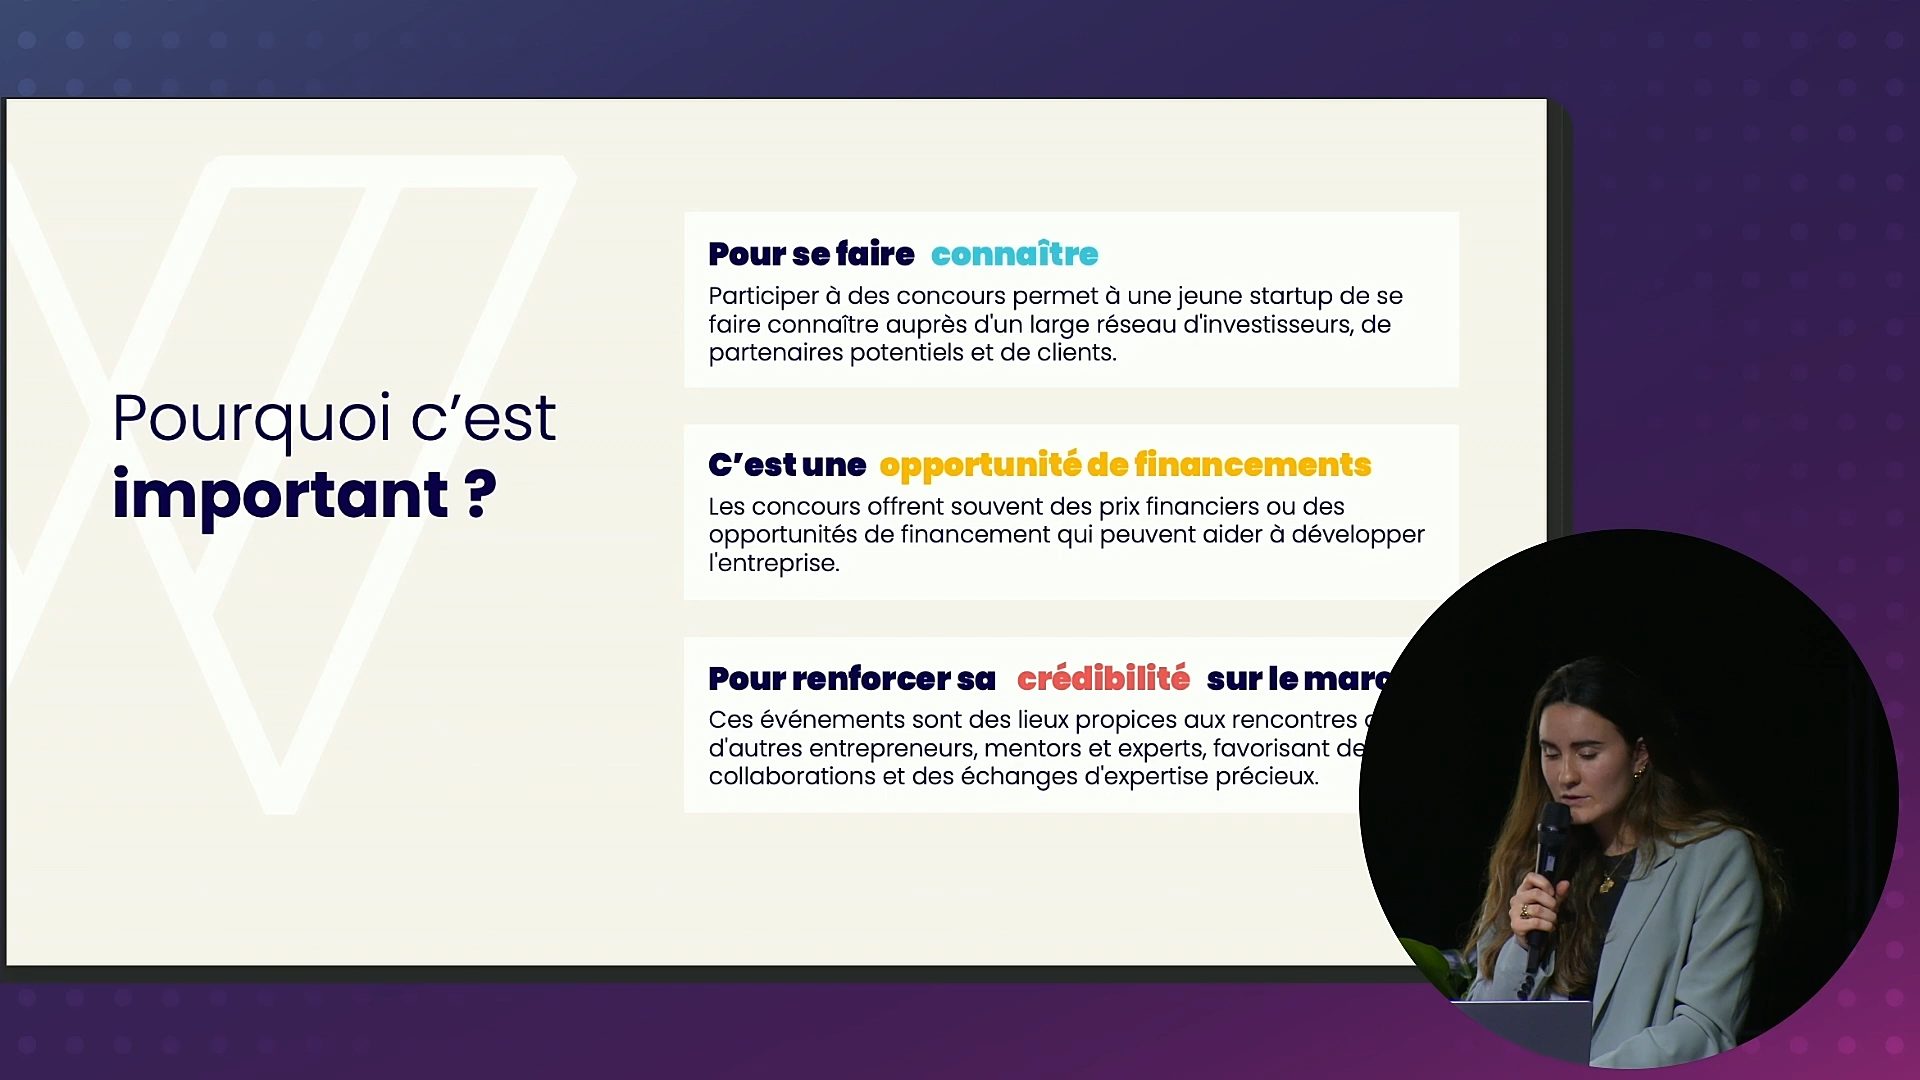 Pourquoi c’est
important ?
Pour se faire connaître
Participer à des concours permet à une jeune startup de se
faire connaître auprès d'un large réseau d'investisseurs, de
partenaires potentiels et de clients.
C’est une opportunité de financements
Les concours offrent souvent des prix financiers ou des
opportunités de financement qui peuvent aider à développer
l'entreprise.
Pour renforcer sa crédibilité sur le
Ces événements sont des lieux propices aux rencontres
d'autres entrepreneurs, mentors et experts, favorisant
collaborations et des échanges d'expertise précieux.